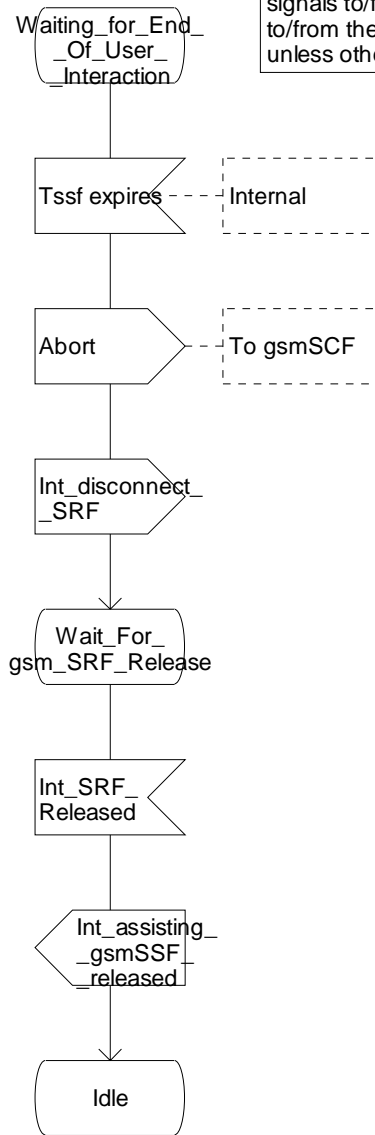 Waiting_for_End_
_Of_User_
_Interaction
signals to/f
to/from the
unless othe
Tssf expires
Internal
Abort
To gsmSCF
Int_disconnect_
_SRF
Wait_For_
gsm_SRF_Release
Int_SRF_
Released
Int_assisting_
_gsmSSF_
_released
Idle